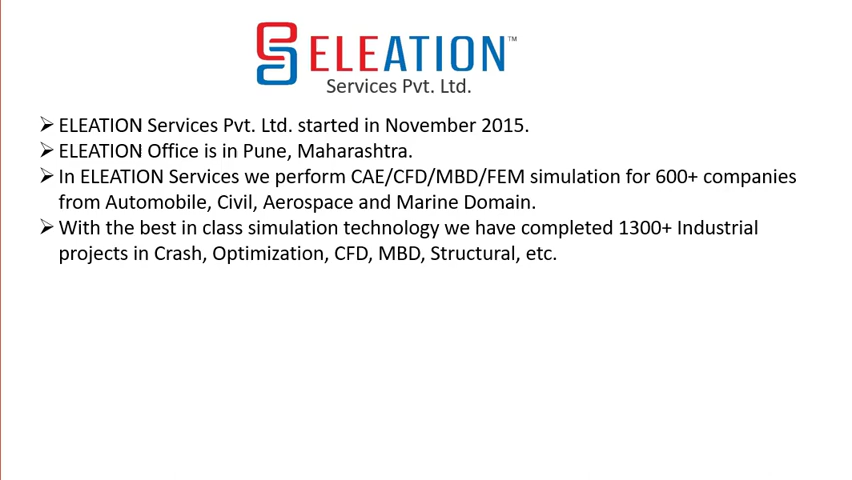 ELEATION™
Services Pvt. Ltd.
➢ ELEATION Services Pvt. Ltd. started in November 2015.
➢ ELEATION Office is in Pune, Maharashtra.
➢ In ELEATION Services we perform CAE/CFD/MBD/FEM simulation for 600+ companies
from Automobile, Civil, Aerospace and Marine Domain.
➢ With the best in class simulation technology we have completed 1300+ Industrial
projects in Crash, Optimization, CFD, MBD, Structural, etc.